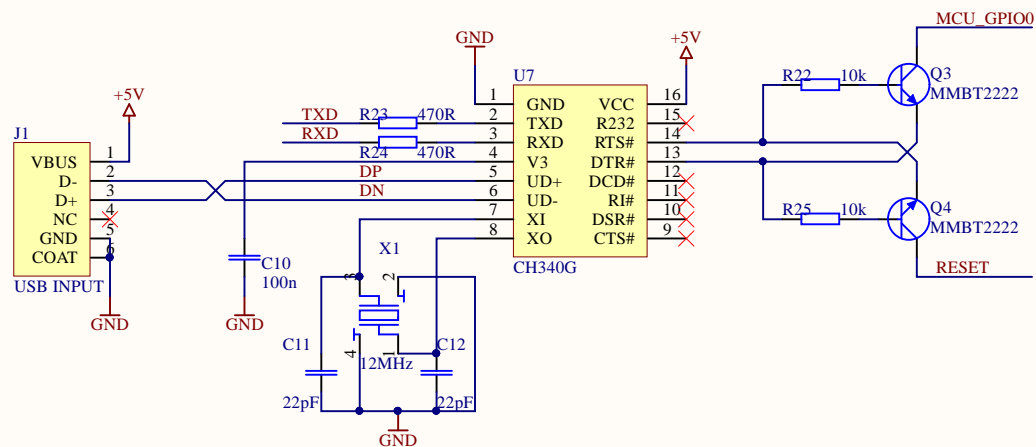 MCU_GPIO0
GND
+5V
U7
R22 10k
Q3
MMBT2222
+5V
1 GND VCC 16
TXD R23 470R 2 TXD R232 15
J1
RXD 3 RXD RTS# 14
R24 470R
VBUS 1
4 V3 DTR# 13
D- 2
DP 5 UD+ DCD# 12
D+ 3
DN 6 UD- RI# 11
NC 4
7 XI DSR# 10
GND 5
8 XO CTS# 9
COAT 6
R25 10k
Q4
MMBT2222
USB INPUT
C10
100n
X1
CH340G
RESET
3 2
GND
GND
C11
4 1
C12
12MHz
22pF
22pF
GND